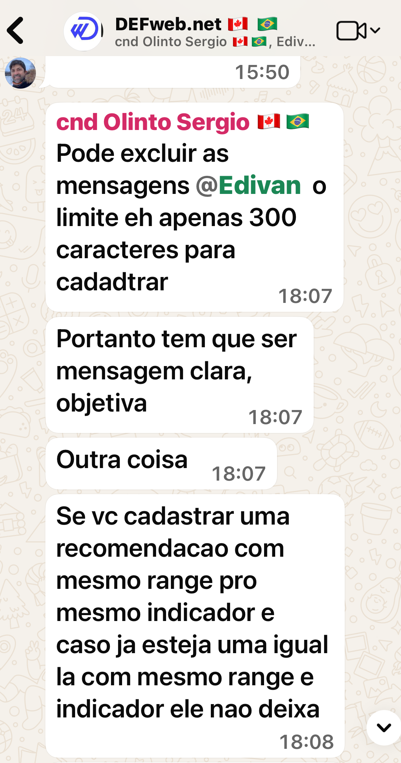 DEFweb.net 🇨🇦 🇧🇷
cnd Olinto Sergio 🇨🇦🇧🇷, Ediv...
15:50
cnd Olinto Sergio 🇨🇦 🇧🇷
Pode excluir as
mensagens @Edivan o
limite eh apenas 300
caracteres para
cadadtrar
18:07
Portanto tem que ser
mensagem clara,
objetiva
18:07
Outra coisa
18:07
Se vc cadastrar uma
recomendacao com
mesmo range pro
mesmo indicador e
caso ja esteja uma igual
la com mesmo range e
indicador ele nao deixa
18:08